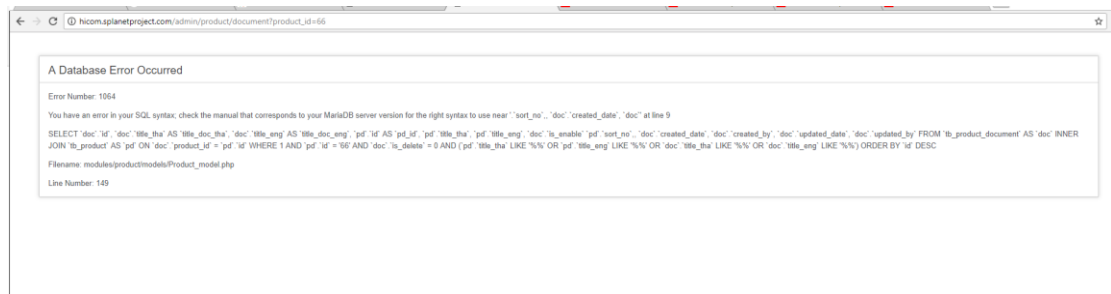 hicom.splanetproject.com/admin/product/document?product_id=66
A Database Error Occurred
Error Number: 1064
You have an error in your SQL syntax; check the manual that corresponds to your MariaDB server version for the right syntax to use near '.`sort_no`,, `doc`.`created_date`, `doc`' at line 9
SELECT `doc`.`id`, `doc`.`title_tha` AS `title_doc_tha`, `doc`.`title_eng` AS `title_doc_eng`, `pd`.`id` AS `pd_id`, `pd`.`title_tha`, `pd`.`title_eng`, `doc`.`is_enable` `pd`.`sort_no`,, `doc`.`created_date`, `doc`.`created_by`, `doc`.`updated_date`, `doc`.`updated_by` FROM `tb_product_document` AS `doc` INNER
JOIN `tb_product` AS `pd` ON `doc`.`product_id` = `pd`.`id` WHERE 1 AND `pd`.`id` = '66' AND `doc`.`is_delete` = 0 AND (`pd`.`title_tha` LIKE '%%' OR `pd`.`title_eng` LIKE '%%' OR `doc`.`title_tha` LIKE '%%' OR `doc`.`title_eng` LIKE '%%') ORDER BY `id` DESC
Filename: modules/product/models/Product_model.php
Line Number: 149